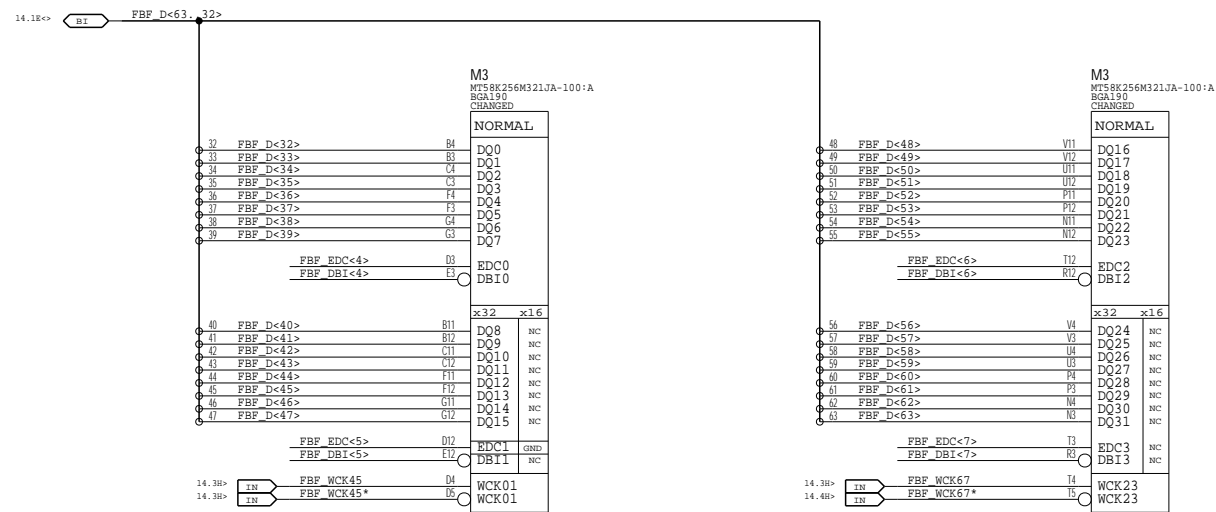 14.1E<> BI FBF_D<63..32>
M3
MT58K256M321JA-100:A
BGA190
CHANGED
NORMAL
32 FBF_D<32> B4 DQ0
33 FBF_D<33> B3 DQ1
34 FBF_D<34> C4 DQ2
35 FBF_D<35> C3 DQ3
36 FBF_D<36> F4 DQ4
37 FBF_D<37> F3 DQ5
38 FBF_D<38> G4 DQ6
39 FBF_D<39> G3 DQ7
FBF_EDC<4> D3 EDC0
FBF_DBI<4> E3 DBI0
x32 x16
40 FBF_D<40> B11 DQ8 NC
41 FBF_D<41> B12 DQ9 NC
42 FBF_D<42> C11 DQ10 NC
43 FBF_D<43> C12 DQ11 NC
44 FBF_D<44> F11 DQ12 NC
45 FBF_D<45> F12 DQ13 NC
46 FBF_D<46> G11 DQ14 NC
47 FBF_D<47> G12 DQ15 NC
FBF_EDC<5> D12 EDC1 GND
FBF_DBI<5> E12 DBI1 NC
14.3H> IN FBF_WCK45 D4 WCK01
14.3H> IN FBF_WCK45* D5 WCK01
M3
MT58K256M321JA-100:A
BGA190
CHANGED
NORMAL
48 FBF_D<48> V11 DQ16
49 FBF_D<49> V12 DQ17
50 FBF_D<50> U11 DQ18
51 FBF_D<51> U12 DQ19
52 FBF_D<52> P11 DQ20
53 FBF_D<53> P12 DQ21
54 FBF_D<54> N11 DQ22
55 FBF_D<55> N12 DQ23
FBF_EDC<6> T12 EDC2
FBF_DBI<6> R12 DBI2
x32 x16
56 FBF_D<56> V4 DQ24 NC
57 FBF_D<57> V3 DQ25 NC
58 FBF_D<58> U4 DQ26 NC
59 FBF_D<59> U3 DQ27 NC
60 FBF_D<60> P4 DQ28 NC
61 FBF_D<61> P3 DQ29 NC
62 FBF_D<62> N4 DQ30 NC
63 FBF_D<63> N3 DQ31 NC
FBF_EDC<7> T3 EDC3 NC
FBF_DBI<7> R3 DBI3 NC
14.3H> IN FBF_WCK67 T4 WCK23
14.4H> IN FBF_WCK67* T5 WCK23